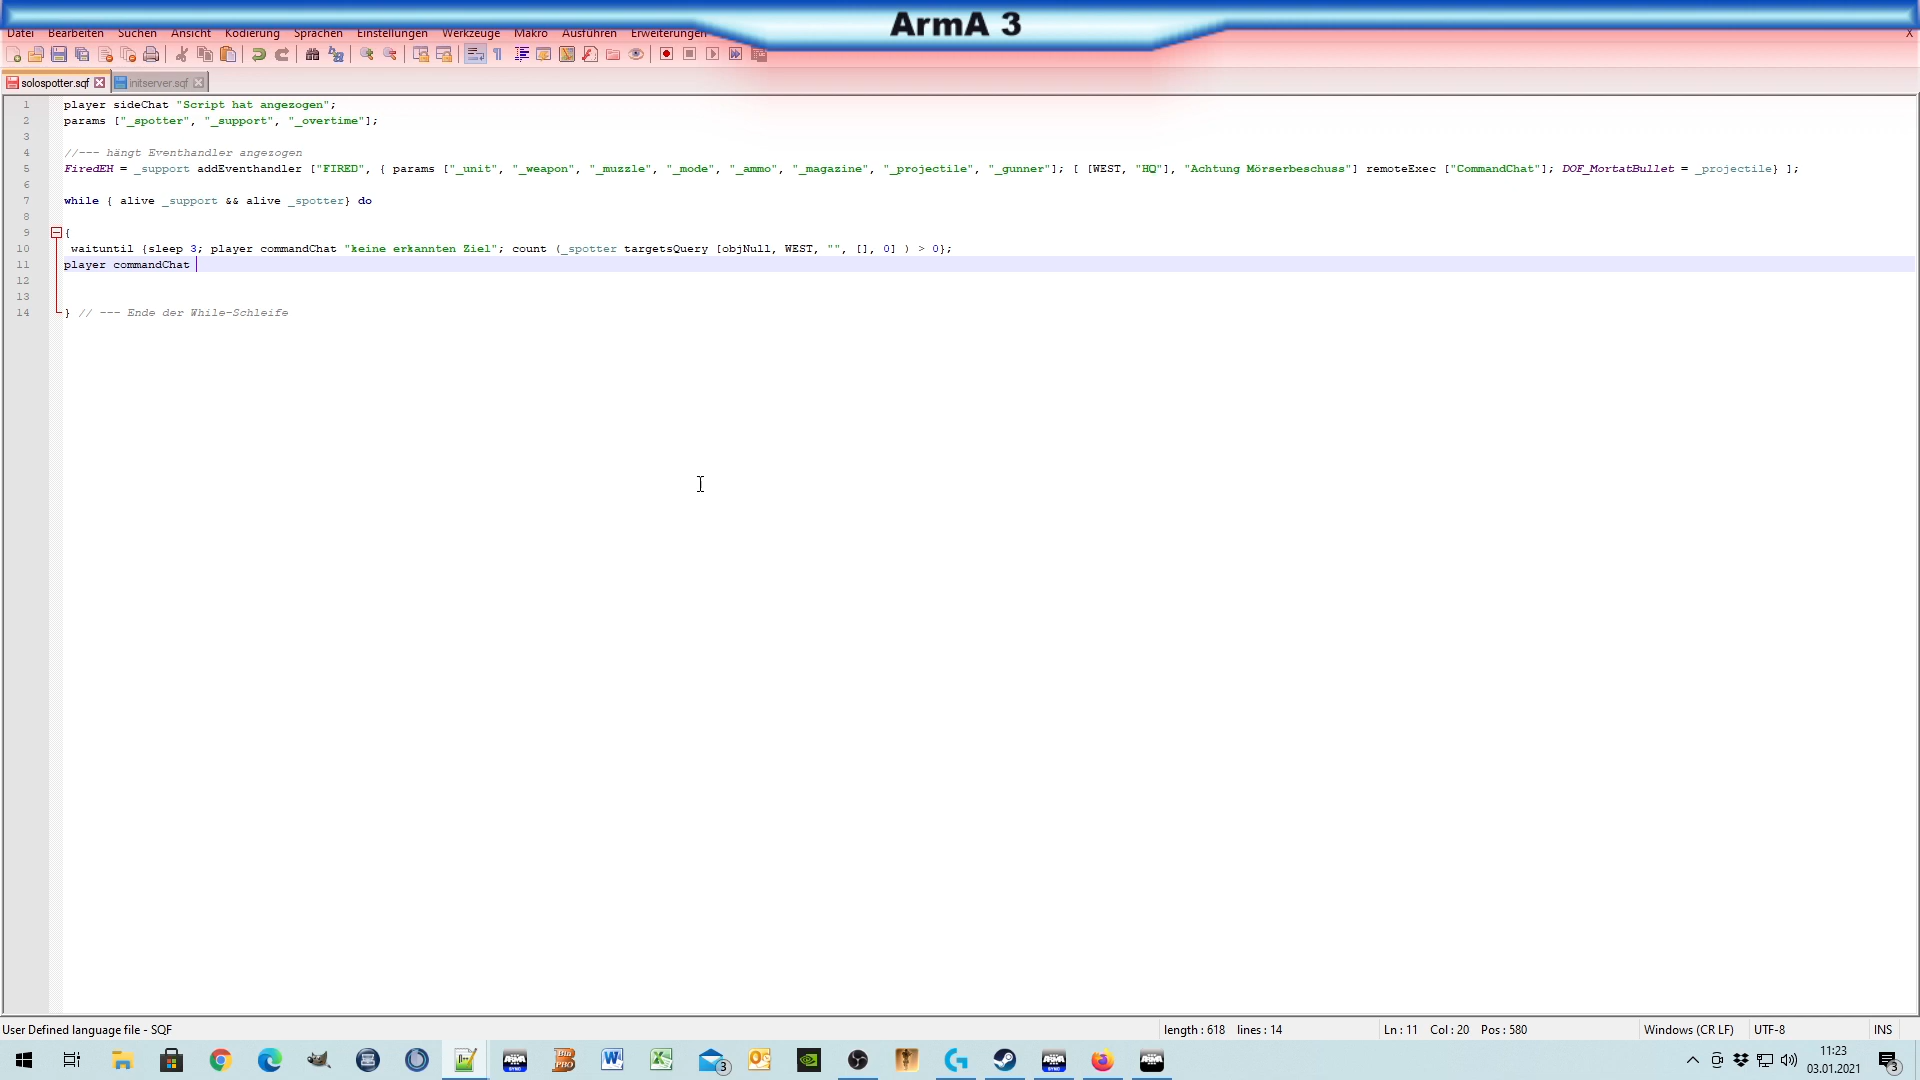 ArmA 3
Datei Bearbeiten Suchen Ansicht Kodierung Sprachen Einstellungen Werkzeuge Makro Ausführen Erweiterungen X
solospotter.sqf initserver.sqf
1 player sideChat "Script hat angezogen";
2 params ["_spotter", "_support", "_overtime"];
3
4 //--- hängt Eventhandler angezogen
5 FiredEH = _support addEventhandler ["FIRED", { params ["_unit", "_weapon", "_muzzle", "_mode", "_ammo", "_magazine", "_projectile", "_gunner"]; [ [WEST, "HQ"], "Achtung Mörserbeschuss"] remoteExec ["CommandChat"]; DOF_MortatBullet = _projectile} ];
6
7 while { alive _support && alive _spotter} do
8
9 {
10 waituntil {sleep 3; player commandChat "keine erkannten Ziel"; count (_spotter targetsQuery [objNull, WEST, "", [], 0] ) > 0};
11 player commandChat
12
13
14 } // --- Ende der While-Schleife
User Defined language file - SQF length : 618 lines : 14 Ln : 11 Col : 20 Pos : 580 Windows (CR LF) UTF-8 INS
11:23
03.01.2021
3
3